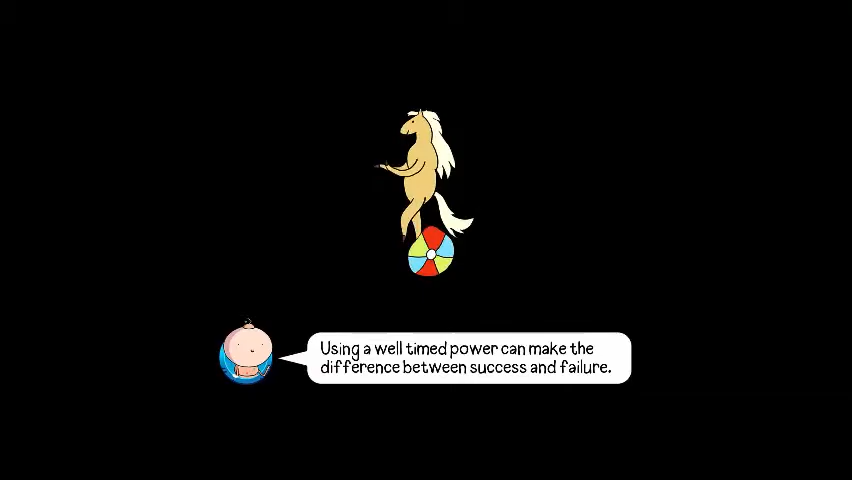 Using a well timed power can make the
difference between success and failure.